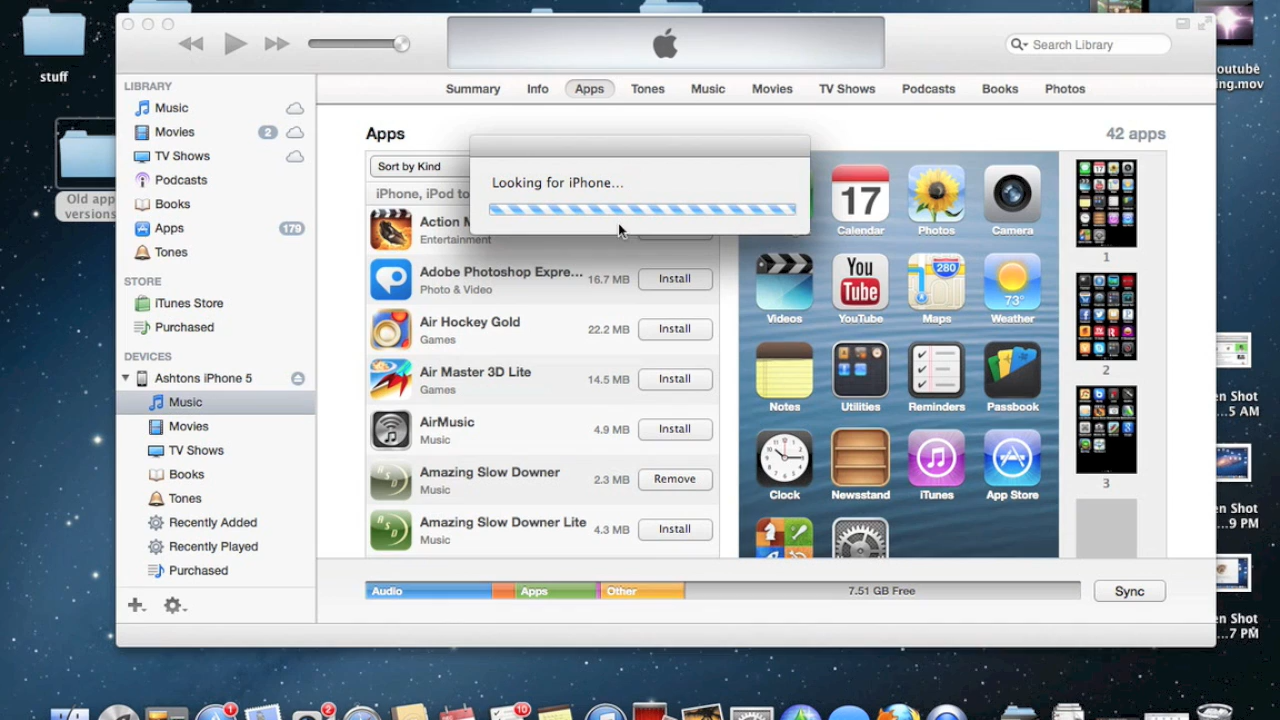 stuff
Old app
versions
outube
ng.mov
en Shot
...5 AM
en Shot
...9 PM
en Shot
...7 PM
Search Library
LIBRARY
Music
Movies 2
TV Shows
Podcasts
Books
Apps 179
Tones
STORE
iTunes Store
Purchased
DEVICES
Ashtons iPhone 5
Music
Movies
TV Shows
Books
Tones
Recently Added
Recently Played
Purchased
Summary Info Apps Tones Music Movies TV Shows Podcasts Books Photos
Apps 42 apps
Sort by Kind
iPhone, iPod to
Looking for iPhone...
Action M
Entertainment
Adobe Photoshop Expre... 16.7 MB Install
Photo & Video
Air Hockey Gold 22.2 MB Install
Games
Air Master 3D Lite 14.5 MB Install
Games
AirMusic 4.9 MB Install
Music
Amazing Slow Downer 2.3 MB Remove
Music
Amazing Slow Downer Lite 4.3 MB Install
Music
17
Calendar Photos Camera
You
Tube
280
73°
Videos YouTube Maps Weather
Notes Utilities Reminders Passbook
Clock Newsstand iTunes App Store
1
2
3
Audio Apps Other 7.51 GB Free Sync
1 2 10